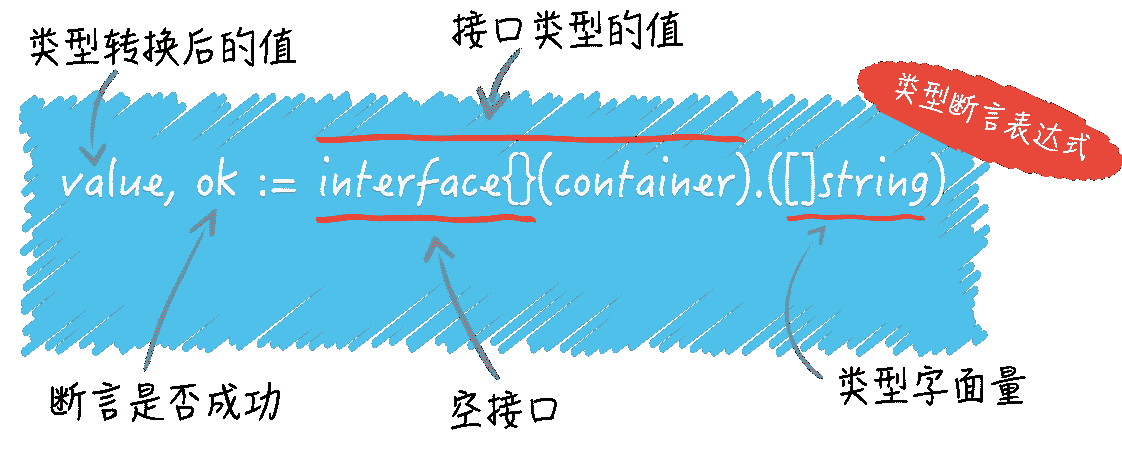 类型转换后的值
接口类型的值
类型断言表达式
value, ok := interface{}(container).([]string)
断言是否成功
空接口
类型字面量